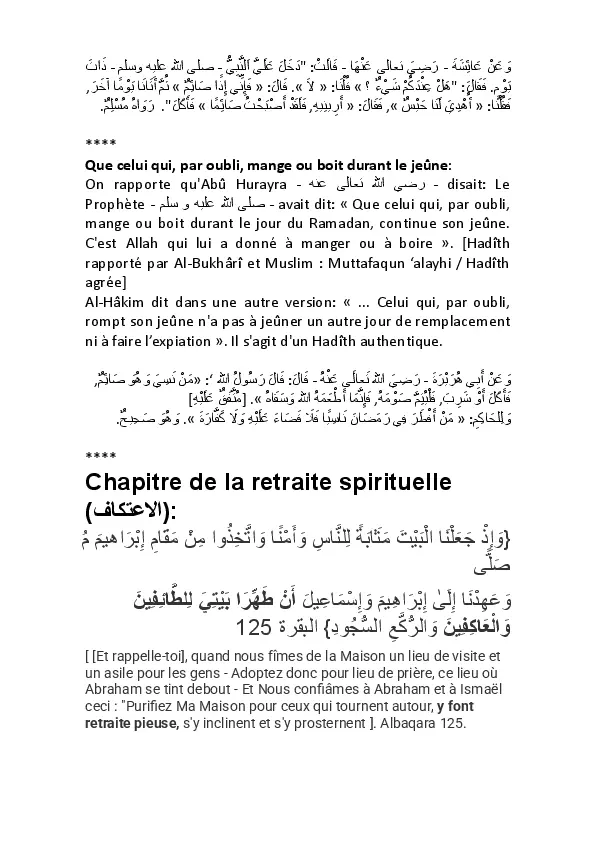 وَعَنْ عَائِشَةَ - رَضِيَ تعالى عَنْهَا - قَالَتْ: "دَخَلَ عَلَيَّ اَلنَّبِيُّ - صلى الله عليه وسلم - ذَاتَ
يَوْمٍ. فَقَالَ: "هَلْ عِنْدَكُمْ شَيْءٌ ؟ » قُلْنَا: « لاَ ». قَالَ: « فَإِنِّي إِذًا صَائِمٌ » ثُمَّ أَتَانَا يَوْمًا آخَرَ ,
فَقُلْنَا: « أُهْدِيَ لَنَا حَيْسٌ », فَقَالَ: « أَرِينِيهِ, فَلَقَدْ أَصْبَحْتُ صَائِمًا » فَأَكَلَ". رَوَاهُ مُسْلِمٌ.
****
Que celui qui, par oubli, mange ou boit durant le jeûne:
On rapporte qu'Abû Hurayra - رضي الله تعالى عنه - disait: Le
Prophète - صلى الله عليه و سلم - avait dit: « Que celui qui, par oubli,
mange ou boit durant le jour du Ramadan, continue son jeûne.
C'est Allah qui lui a donné à manger ou à boire ». [Hadîth
rapporté par Al-Bukhârî et Muslim : Muttafaqun ‘alayhi / Hadîth
agrée]
Al-Hâkim dit dans une autre version: « ... Celui qui, par oubli,
rompt son jeûne n'a pas à jeûner un autre jour de remplacement
ni à faire l’expiation ». Il s'agit d'un Hadîth authentique.
وَعَنْ أَبِي هُرَيْرَةَ - رَضِيَ الله تَعَالَى عَنْهُ - قَالَ: قَالَ رَسُولُ الله ‘: «مَنْ نَسِيَ وَهُوَ صَائِمٌ,
فَأَكَلَ أَوْ شَرِبَ, فَلْيُتِمَّ صَوْمَهُ, فَإِنَّمَا أَطْعَمَهُ الله وَسَقَاهُ ». [مُتَّفَقٌ عَلَيْهِ]
وَلِلْحَاكِمِ: « مَنْ أَفْطَرَ فِي رَمَضَانَ نَاسِيًا فَلَا قَضَاءَ عَلَيْهِ وَلَا كَفَّارَةَ ». وَهُوَ صَحِيحٌ.
****
Chapitre de la retraite spirituelle
(الاعتكاف):
{وَإِذْ جَعَلْنَا الْبَيْتَ مَثَابَةً لِلنَّاسِ وَأَمْنًا وَاتَّخِذُوا مِنْ مَقَامِ إِبْرَاهِيمَ مُ
صَلًّى
وَعَهِدْنَا إِلَىٰ إِبْرَاهِيمَ وَإِسْمَاعِيلَ أَنْ طَهِّرَا بَيْتِيَ لِلطَّائِفِينَ
وَالْعَاكِفِينَ وَالرُّكَّعِ السُّجُودِ} البقرة 125
[ [Et rappelle-toi], quand nous fîmes de la Maison un lieu de visite et
un asile pour les gens - Adoptez donc pour lieu de prière, ce lieu où
Abraham se tint debout - Et Nous confiâmes à Abraham et à Ismaël
ceci : "Purifiez Ma Maison pour ceux qui tournent autour, y font
retraite pieuse, s'y inclinent et s'y prosternent ]. Albaqara 125.